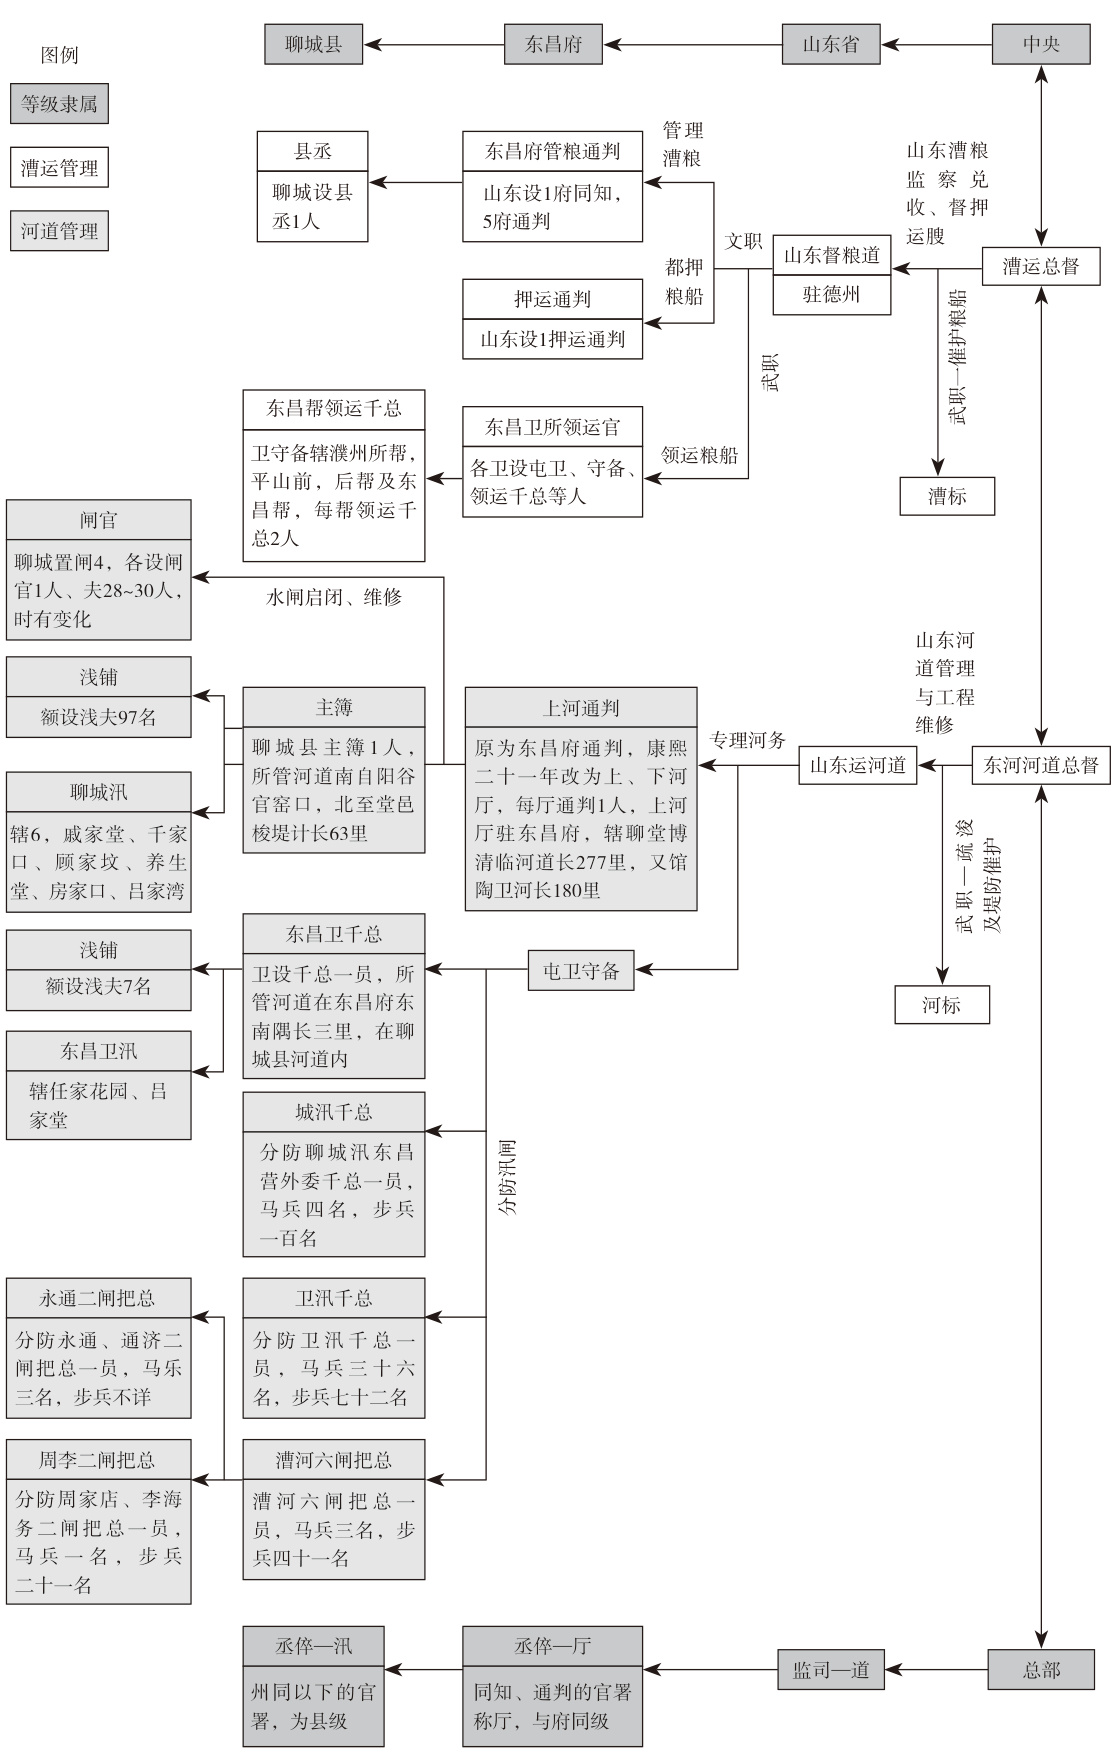 图例
等级隶属
漕运管理
河道管理
聊城县
东昌府
山东省
中央
县丞
聊城设县
丞1人
东昌府管粮通判
山东设1府同知，
5府通判
管理
漕粮
都押
粮船
押运通判
山东设1押运通判
文职
武职
山东督粮道
驻德州
山东漕粮
监察兑
收、督押
运艘
漕运总督
武职—催护粮船
漕标
东昌帮领运千总
卫守备辖濮州所帮，
平山前，后帮及东
昌帮，每帮领运千
总2人
东昌卫所领运官
各卫设屯卫、守备、
领运千总等人
领运粮船
闸官
聊城置闸4，各设闸
官1人、夫28~30人，
时有变化
水闸启闭、维修
浅铺
额设浅夫97名
聊城汛
辖6，戚家堂、千家
口、顾家坟、养生
堂、房家口、吕家湾
主簿
聊城县主簿1人，
所管河道南自阳谷
官窑口，北至堂邑
梭堤计长63里
上河通判
原为东昌府通判，康熙
二十一年改为上、下河
厅，每厅通判1人，上河
厅驻东昌府，辖聊堂博
清临河道长277里，又馆
陶卫河长180里
专理河务
山东运河道
山东河
道管理
与工程
维修
东河河道总督
武职—疏浚
及堤防催护
河标
浅铺
额设浅夫7名
东昌卫汛
辖任家花园、吕
家堂
东昌卫千总
卫设千总一员，所
管河道在东昌府东
南隅长三里，在聊
城县河道内
屯卫守备
分防汛闸
城汛千总
分防聊城汛东昌
营外委千总一员，
马兵四名，步兵
一百名
卫汛千总
分防卫汛千总一
员，马兵三十六
名，步兵七十二名
漕河六闸把总
漕河六闸把总一
员，马兵三名，步
兵四十一名
永通二闸把总
分防永通、通济二
闸把总一员，马乐
三名，步兵不详
周李二闸把总
分防周家店、李海
务二闸把总一员，
马兵一名，步兵
二十一名
丞倅—汛
州同以下的官
署，为县级
丞倅—厅
同知、通判的官署
称厅，与府同级
监司—道
总部